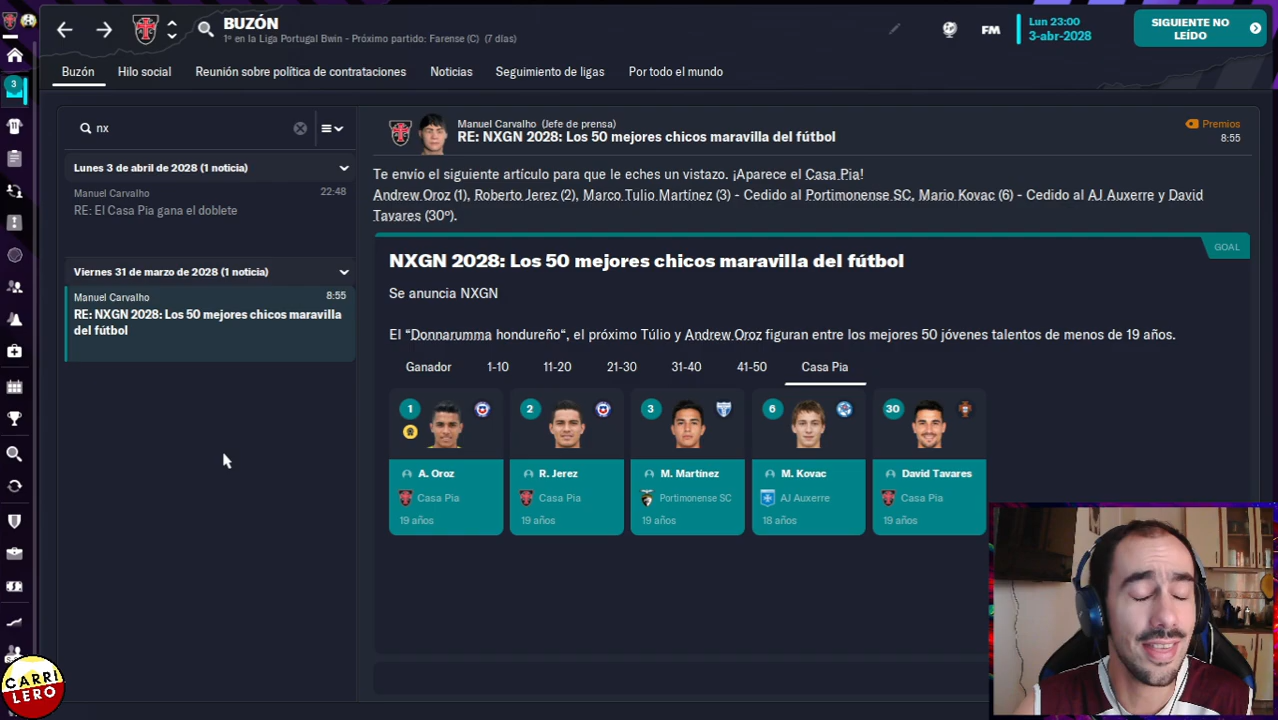 BUZÓN
1º en la Liga Portugal Bwin - Próximo partido: Farense (C) (7 días)
FM
Lun 23:00
3-abr-2028
SIGUIENTE NO LEÍDO
3
Buzón
Hilo social
Reunión sobre política de contrataciones
Noticias
Seguimiento de ligas
Por todo el mundo
nx
Lunes 3 de abril de 2028 (1 noticia)
Manuel Carvalho
22:48
RE: El Casa Pia gana el doblete
Viernes 31 de marzo de 2028 (1 noticia)
Manuel Carvalho
8:55
RE: NXGN 2028: Los 50 mejores chicos maravilla
del fútbol
Manuel Carvalho (Jefe de prensa)
RE: NXGN 2028: Los 50 mejores chicos maravilla del fútbol
Premios
8:55
Te envío el siguiente artículo para que le eches un vistazo. ¡Aparece el Casa Pia!
Andrew Oroz (1), Roberto Jerez (2), Marco Tulio Martínez (3) - Cedido al Portimonense SC, Mario Kovac (6) - Cedido al AJ Auxerre y David
Tavares (30º).
GOAL
NXGN 2028: Los 50 mejores chicos maravilla del fútbol
Se anuncia NXGN
El “Donnarumma hondureño“, el próximo Túlio y Andrew Oroz figuran entre los mejores 50 jóvenes talentos de menos de 19 años.
Ganador
1-10
11-20
21-30
31-40
41-50
Casa Pia
1
A. Oroz
Casa Pia
19 años
2
R. Jerez
Casa Pia
19 años
3
M. Martínez
Portimonense SC
19 años
6
M. Kovac
AJ Auxerre
18 años
30
David Tavares
Casa Pia
19 años
CARRI
LERO